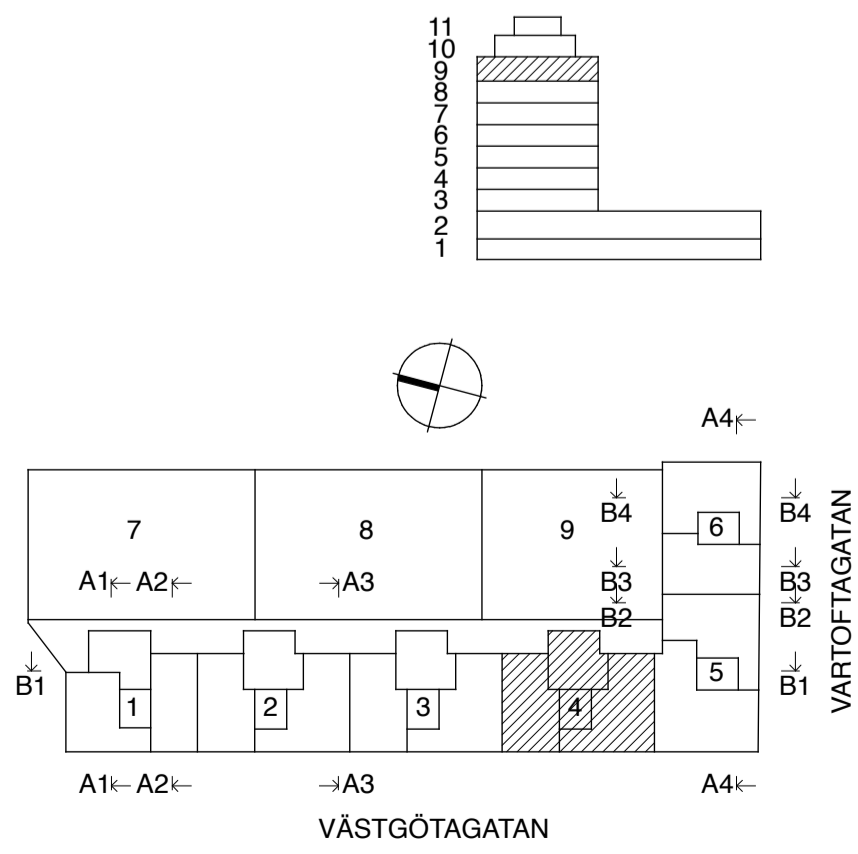 11
10
9
8
7
6
5
4
3
2
1
A4
7
8
9
B4
6
B4
A1
A2
A3
B3
B3
B2
B2
B1
1
2
3
4
5
B1
VARTOFTAGATAN
A1
A2
A3
A4
VÄSTGÖTAGATAN